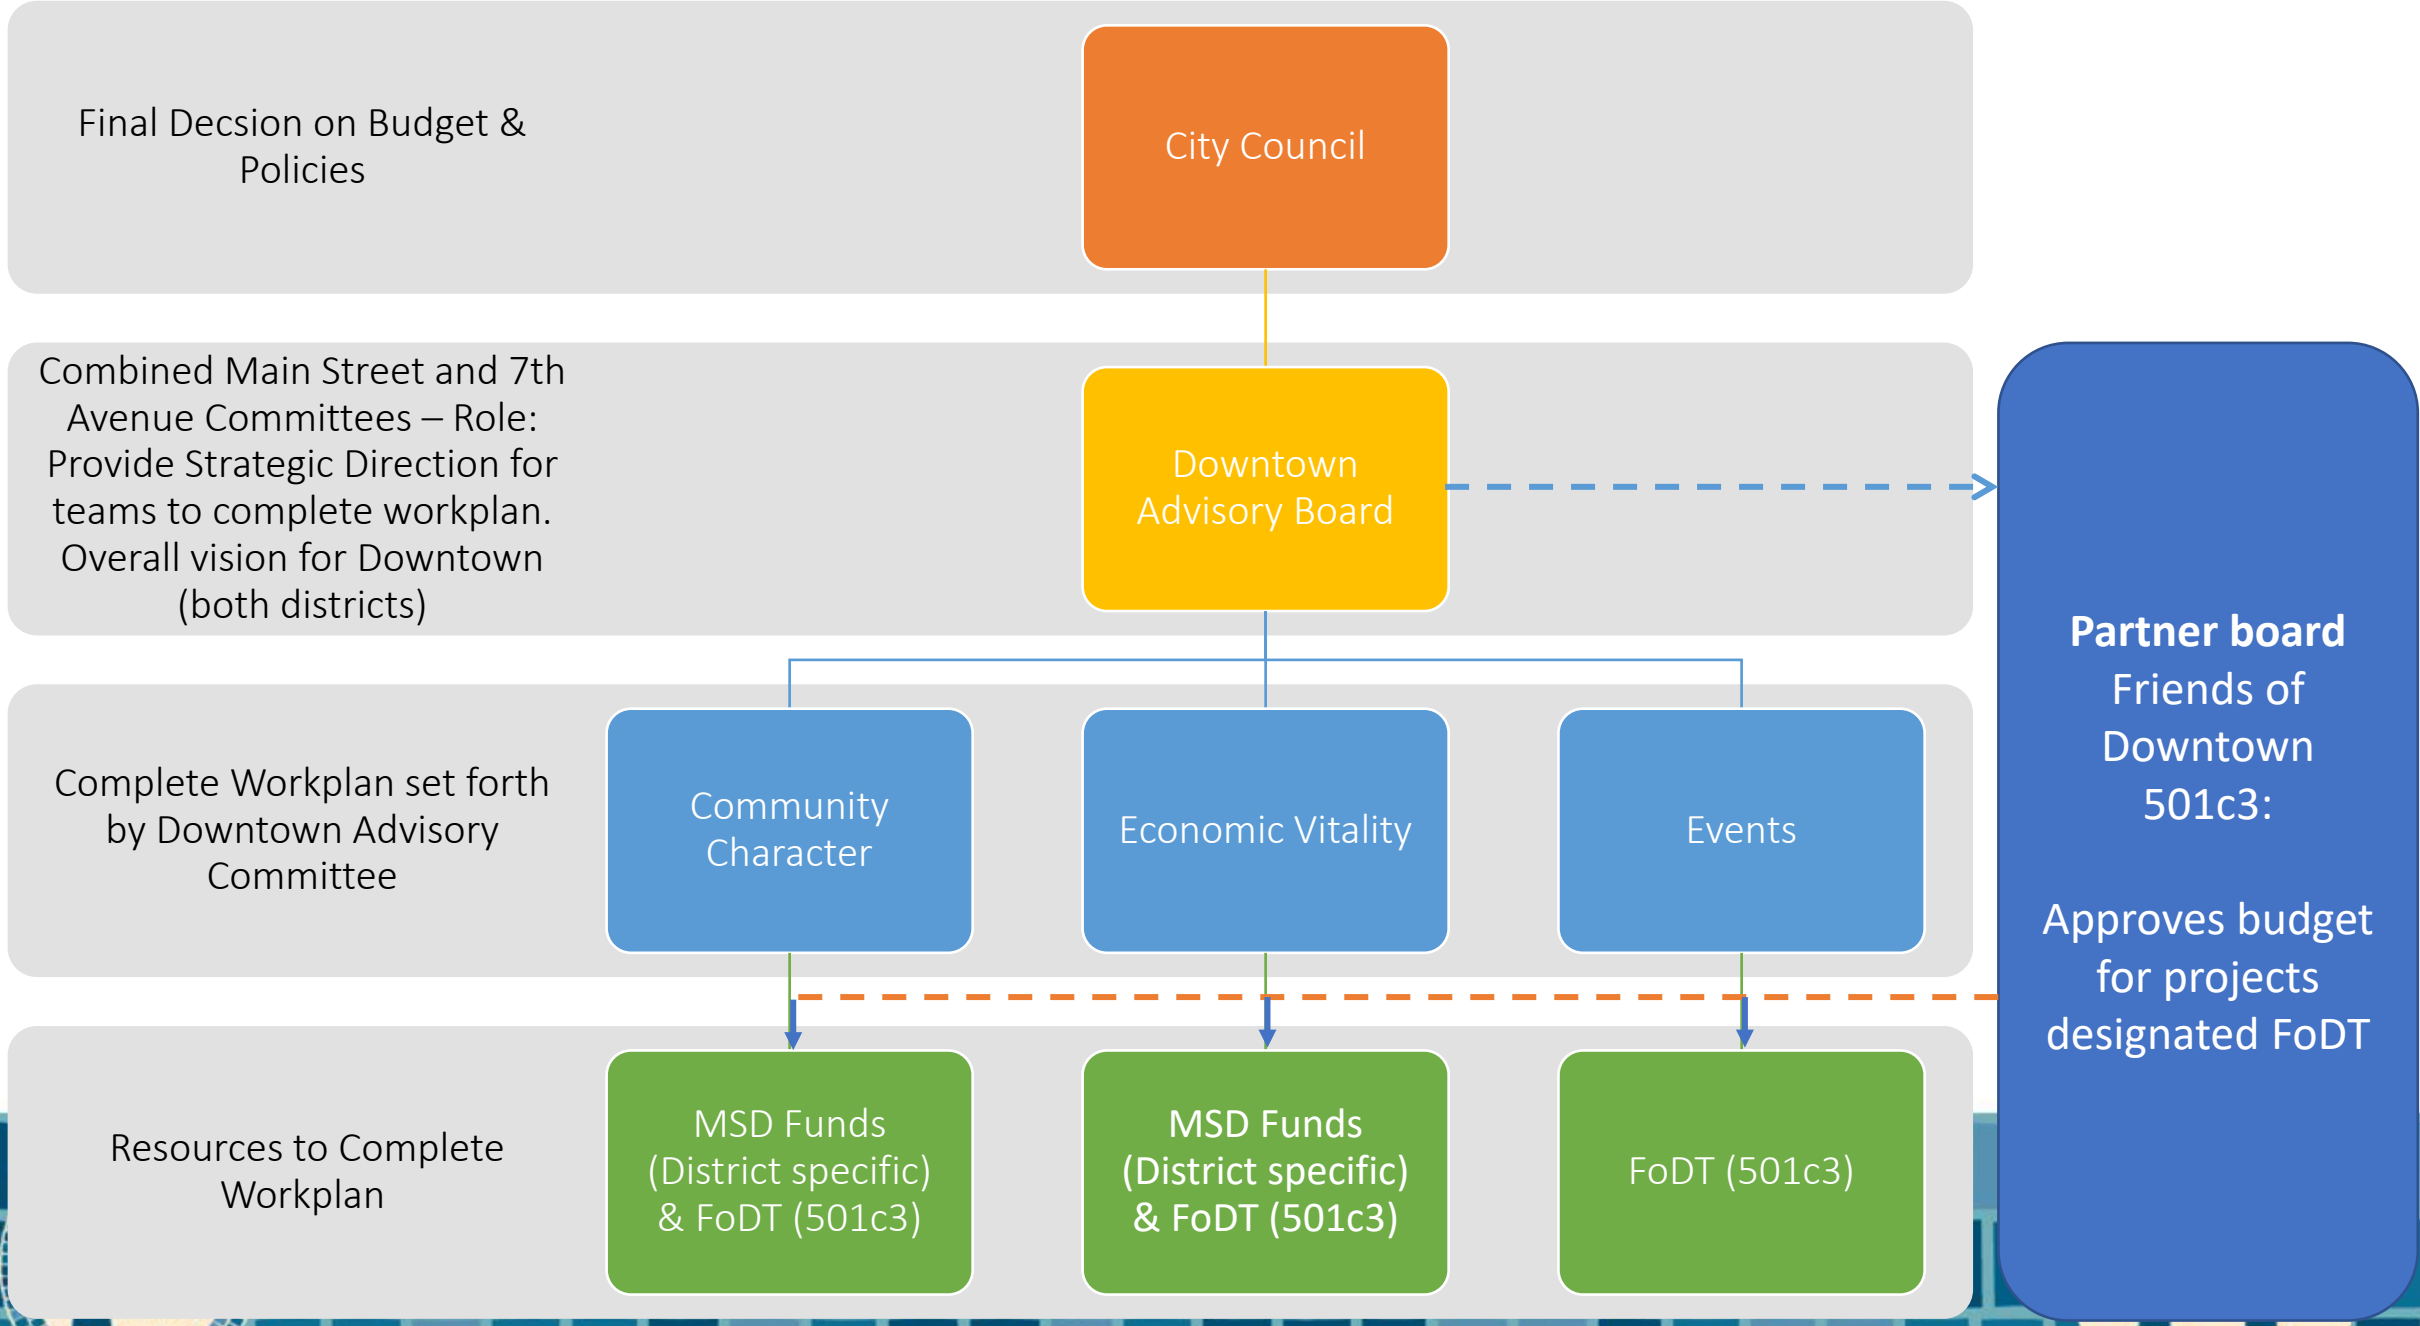 Final Decsion on Budget &
Policies
City Council
Combined Main Street and 7th
Avenue Committees – Role:
Provide Strategic Direction for
teams to complete workplan.
Overall vision for Downtown
(both districts)
Downtown
Advisory Board
Partner board
Friends of
Downtown
501c3:
Approves budget
for projects
designated FoDT
Complete Workplan set forth
by Downtown Advisory
Committee
Community
Character
Economic Vitality
Events
Resources to Complete
Workplan
MSD Funds
(District specific)
& FoDT (501c3)
MSD Funds
(District specific)
& FoDT (501c3)
FoDT (501c3)